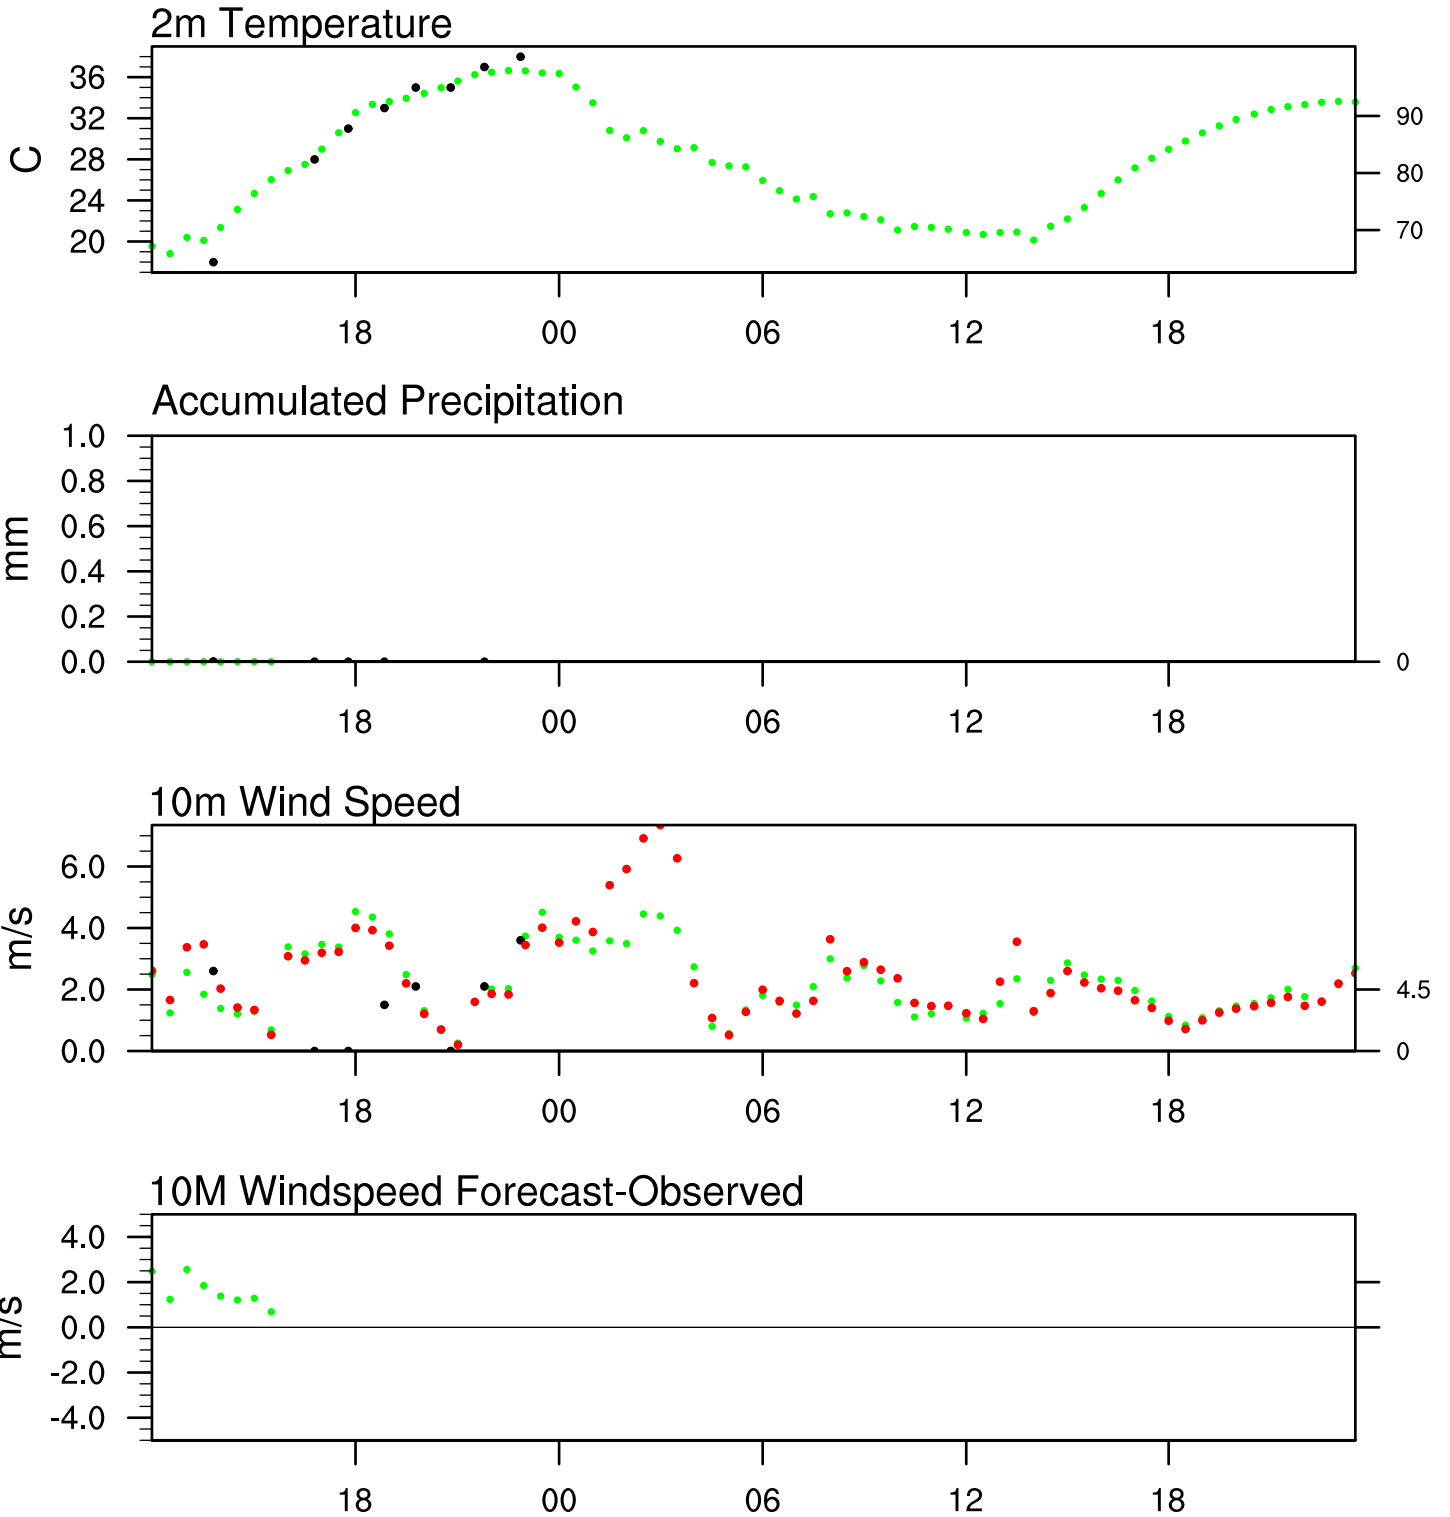 2m Temperature
36
32
28
24
20
C
90
80
70
18 00 06 12 18
Accumulated Precipitation
1.0
0.8
0.6
0.4
0.2
0.0
mm
0
18 00 06 12 18
10m Wind Speed
6.0
4.0
2.0
0.0
m/s
4.5
0
18 00 06 12 18
10M Windspeed Forecast-Observed
4.0
2.0
0.0
-2.0
-4.0
m/s
18 00 06 12 18